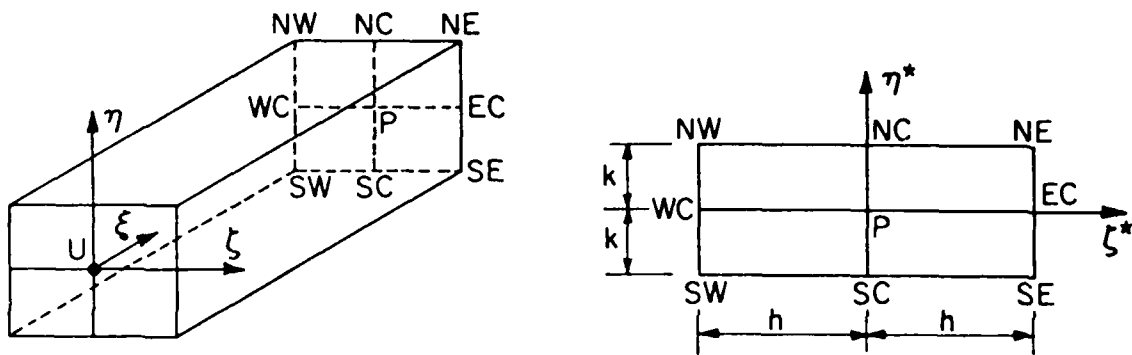 NW NC NE
η
WC EC
P
SW SC SE
ξ
U ζ
η*
NW NC NE
k
WC EC
P ζ*
k
SW SC SE
h h